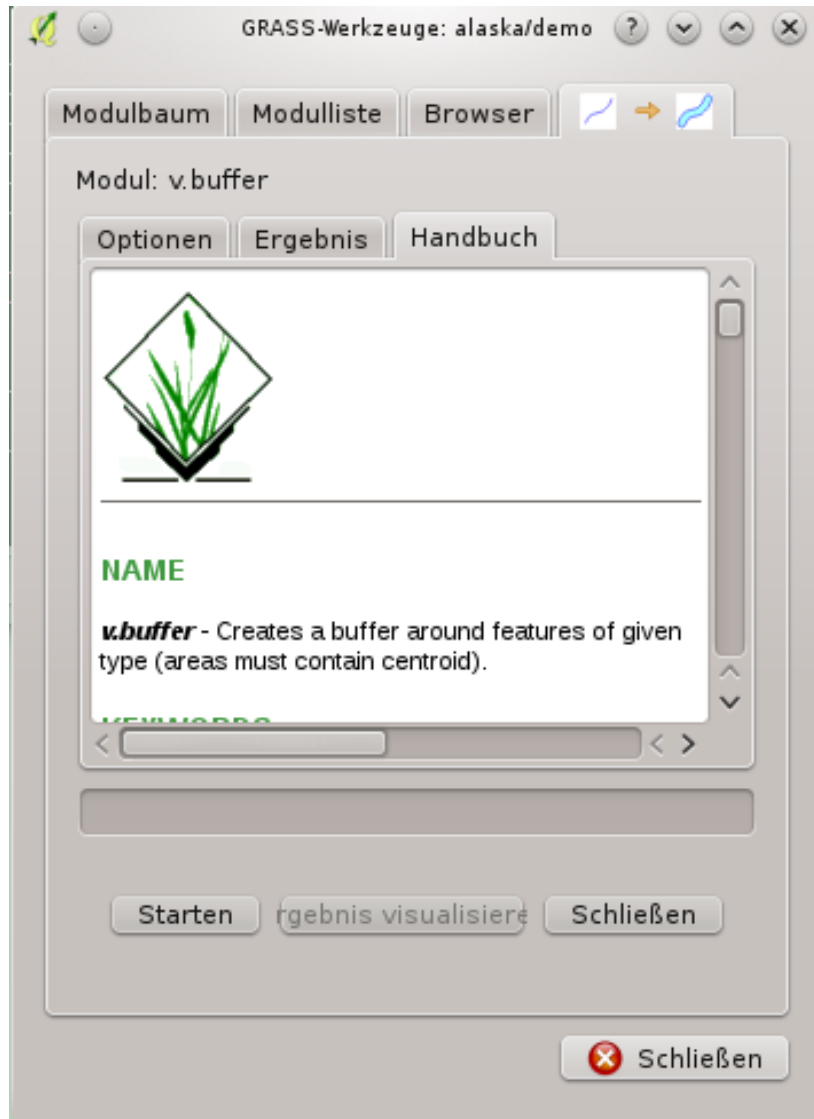 GRASS-Werkzeuge: alaska/demo
Modulbaum Modulliste Browser
Modul: v.buffer
Optionen Ergebnis Handbuch
NAME
v.buffer - Creates a buffer around features of given
type (areas must contain centroid).
KEYWORDS
Starten rgebnis visualisiere Schließen
Schließen